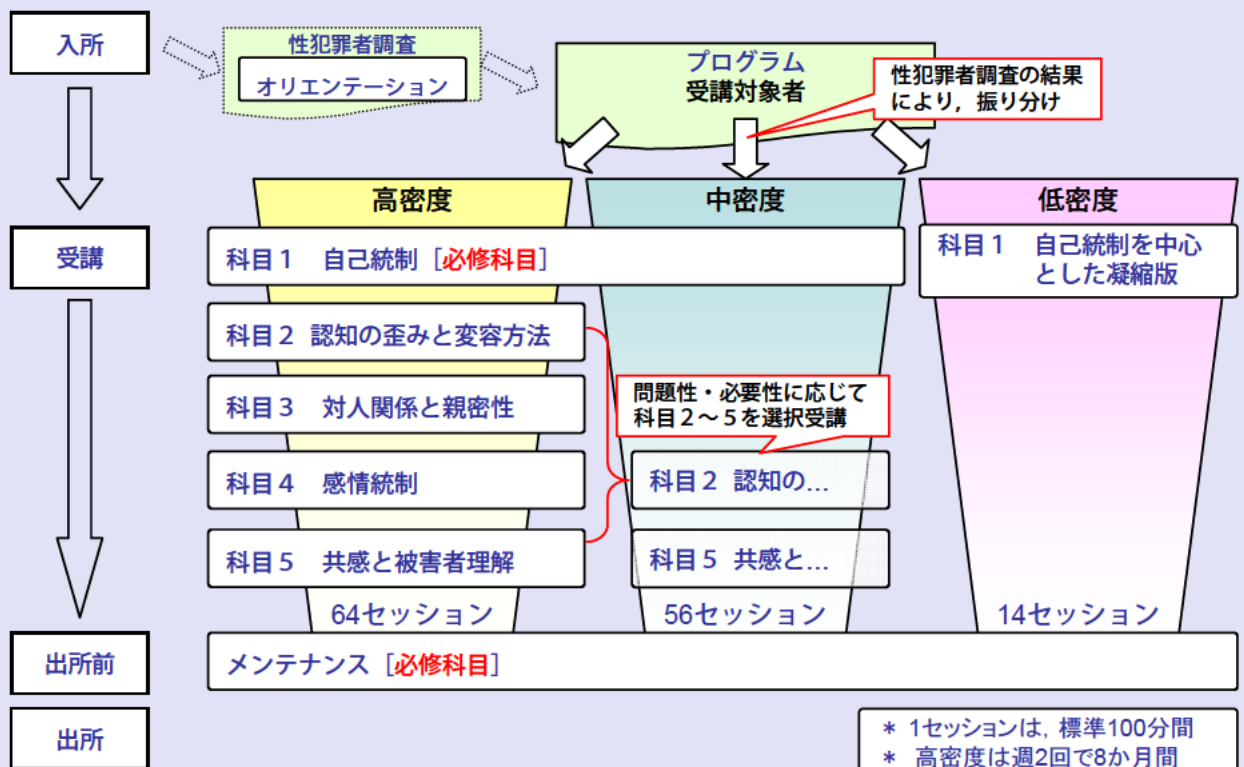 入所
性犯罪者調査
オリエンテーション
プログラム
受講対象者
性犯罪者調査の結果
により，振り分け
高密度
中密度
低密度
受講
科目１　自己統制［必修科目］
科目１　自己統制を中心
とした凝縮版
科目２ 認知の歪みと変容方法
科目３　対人関係と親密性
問題性・必要性に応じて
科目２～５を選択受講
科目４　感情統制
科目２ 認知の…
科目５　共感と被害者理解
科目５ 共感と…
64セッション
56セッション
14セッション
出所前
メンテナンス［必修科目］
出所
＊ 1セッションは，標準100分間
＊ 高密度は週2回で8か月間